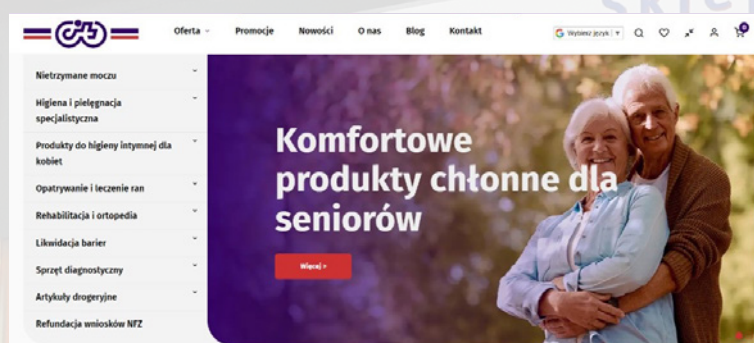 Oferta
Promocje
Nowości
O nas
Blog
Kontakt
Wybierz język
0
Nietrzymane moczu
Higiena i pielęgnacja
specjalistyczna
Produkty do higieny intymnej dla
kobiet
Opatrywanie i leczenie ran
Rehabilitacja i ortopedia
Likwidacja barier
Sprzęt diagnostyczny
Artykuły drogeryjne
Refundacja wniosków NFZ
Komfortowe
produkty chłonne dla
seniorów
Więcej >